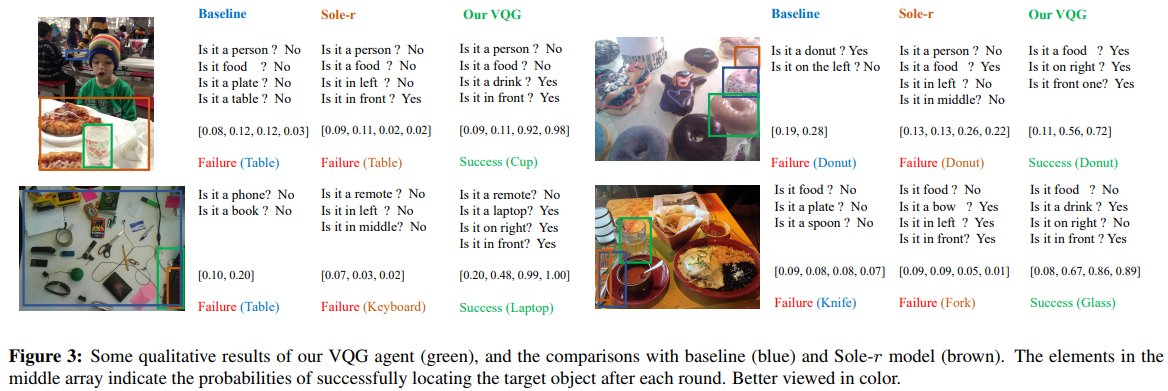 Baseline Sole-r Our VQG
Is it a person ? No Is it a person ? No Is it a person ? No
Is it food ? No Is it a food ? No Is it a food ? No
Is it a plate ? No Is it in left ? No Is it a drink ? Yes
Is it a table ? No Is it in front ? Yes Is it in front ? Yes
[0.08, 0.12, 0.12, 0.03] [0.09, 0.11, 0.02, 0.02] [0.09, 0.11, 0.92, 0.98]
Failure (Table) Failure (Table) Success (Cup)
Is it a phone? No Is it a remote ? No Is it a remote? No
Is it a book ? No Is it in left ? No Is it a laptop? Yes
Is it in middle? No Is it on right? Yes
Is it in front? Yes
[0.10, 0.20] [0.07, 0.03, 0.02] [0.20, 0.48, 0.99, 1.00]
Failure (Table) Failure (Keyboard) Success (Laptop)
Baseline Sole-r Our VQG
Is it a donut ? Yes Is it a person ? No Is it a food ? Yes
Is it on the left ? No Is it a food ? Yes Is it on right ? Yes
Is it in left ? No Is it front one? Yes
Is it in middle? No
[0.19, 0.28] [0.13, 0.13, 0.26, 0.22] [0.11, 0.56, 0.72]
Failure (Donut) Failure (Donut) Success (Donut)
Is it food ? No Is it food ? No Is it food ? No
Is it a plate ? No Is it a bow ? Yes Is it a drink ? Yes
Is it a spoon ? No Is it in left ? Yes Is it on right ? No
Is it in front? Yes Is it in front ? Yes
[0.09, 0.08, 0.08, 0.07] [0.09, 0.09, 0.05, 0.01] [0.08, 0.67, 0.86, 0.89]
Failure (Knife) Failure (Fork) Success (Glass)
Figure 3: Some qualitative results of our VQG agent (green), and the comparisons with baseline (blue) and Sole-r model (brown). The elements in the
middle array indicate the probabilities of successfully locating the target object after each round. Better viewed in color.